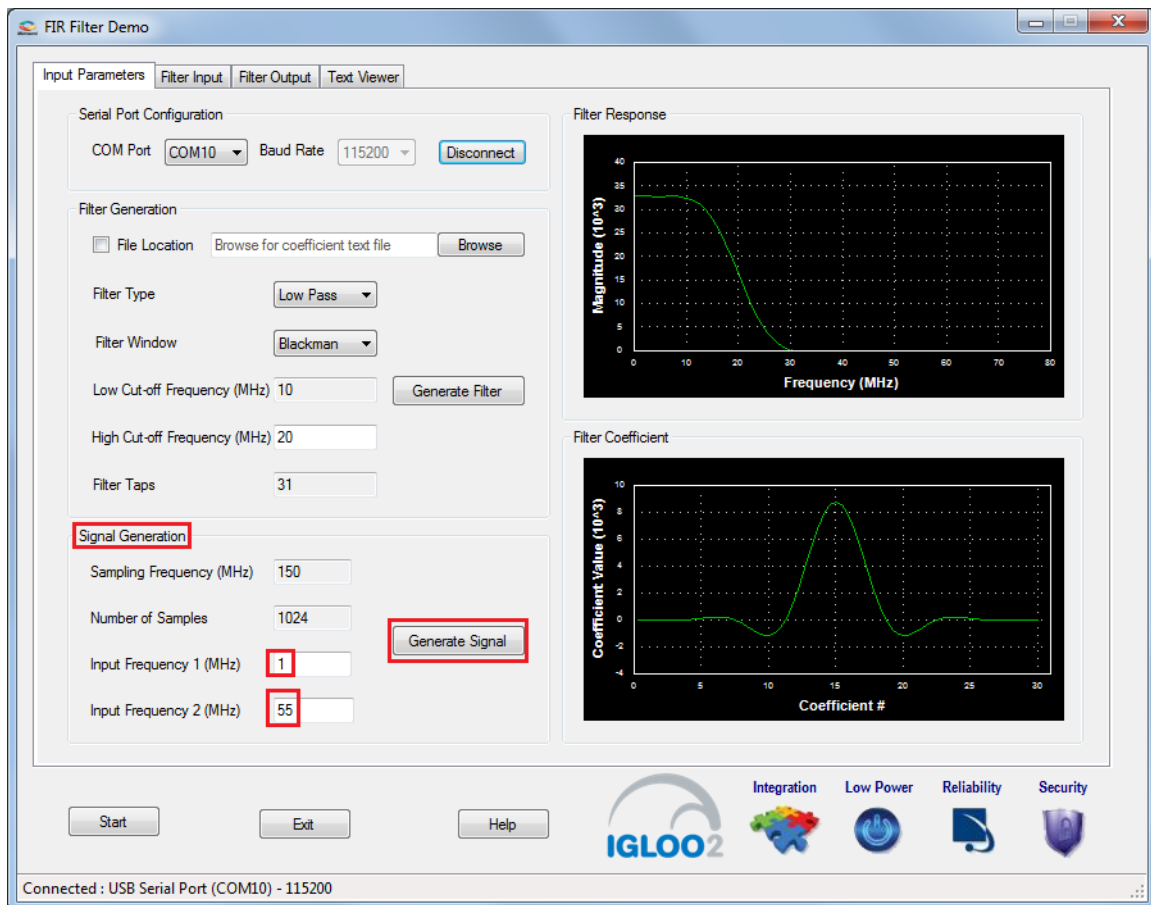 FIR Filter Demo
Input Parameters Filter Input Filter Output Text Viewer
Serial Port Configuration
COM Port COM10 Baud Rate 115200 Disconnect
Filter Generation
File Location Browse for coefficient text file Browse
Filter Type Low Pass
Filter Window Blackman
Low Cut-off Frequency (MHz) 10 Generate Filter
High Cut-off Frequency (MHz) 20
Filter Taps 31
Signal Generation
Sampling Frequency (MHz) 150
Number of Samples 1024
Generate Signal
Input Frequency 1 (MHz) 1
Input Frequency 2 (MHz) 55
Filter Response
Magnitude (10^3)
40
35
30
25
20
15
10
5
0
0 10 20 30 40 50 60 70 80
Frequency (MHz)
Filter Coefficient
Coefficient Value (10^3)
10
8
6
4
2
0
-2
-4
0 5 10 15 20 25 30
Coefficient #
Start Exit Help
IGLOO2
Integration Low Power Reliability Security
Connected : USB Serial Port (COM10) - 115200